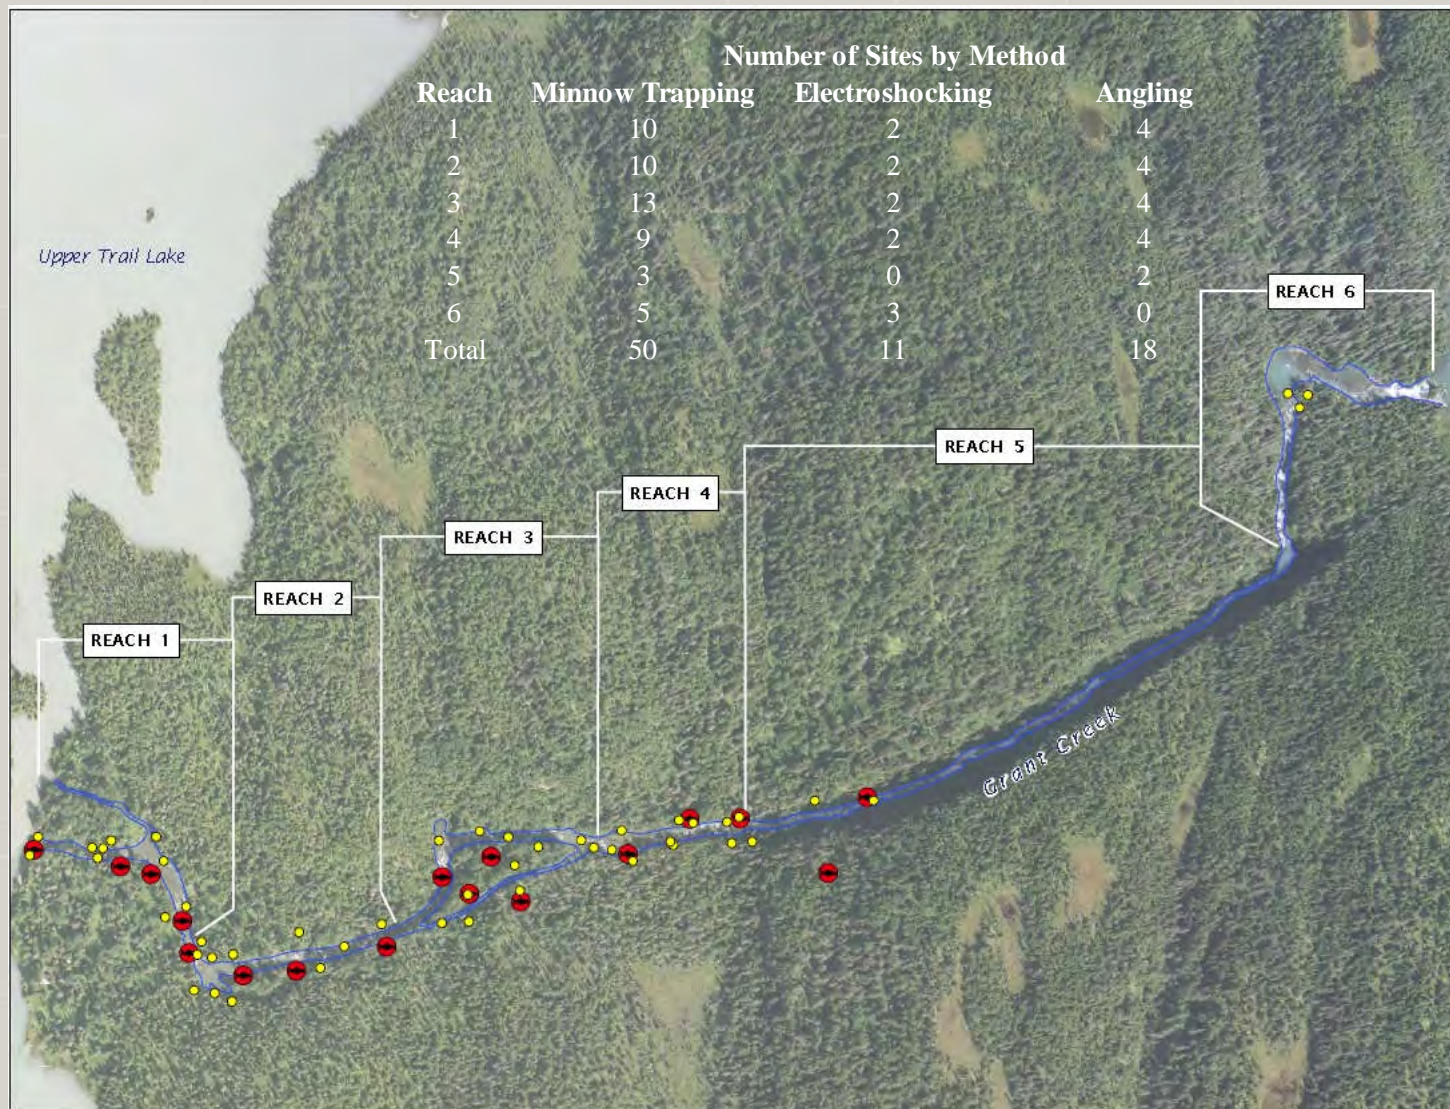 Number of Sites by Method
Reach Minnow Trapping Electroshocking Angling
1 10 2 4
2 10 2 4
3 13 2 4
4 9 2 4
5 3 0 2
6 5 3 0
Total 50 11 18
Upper Trail Lake
REACH 6
REACH 5
REACH 4
REACH 3
REACH 2
REACH 1
Grant Creek